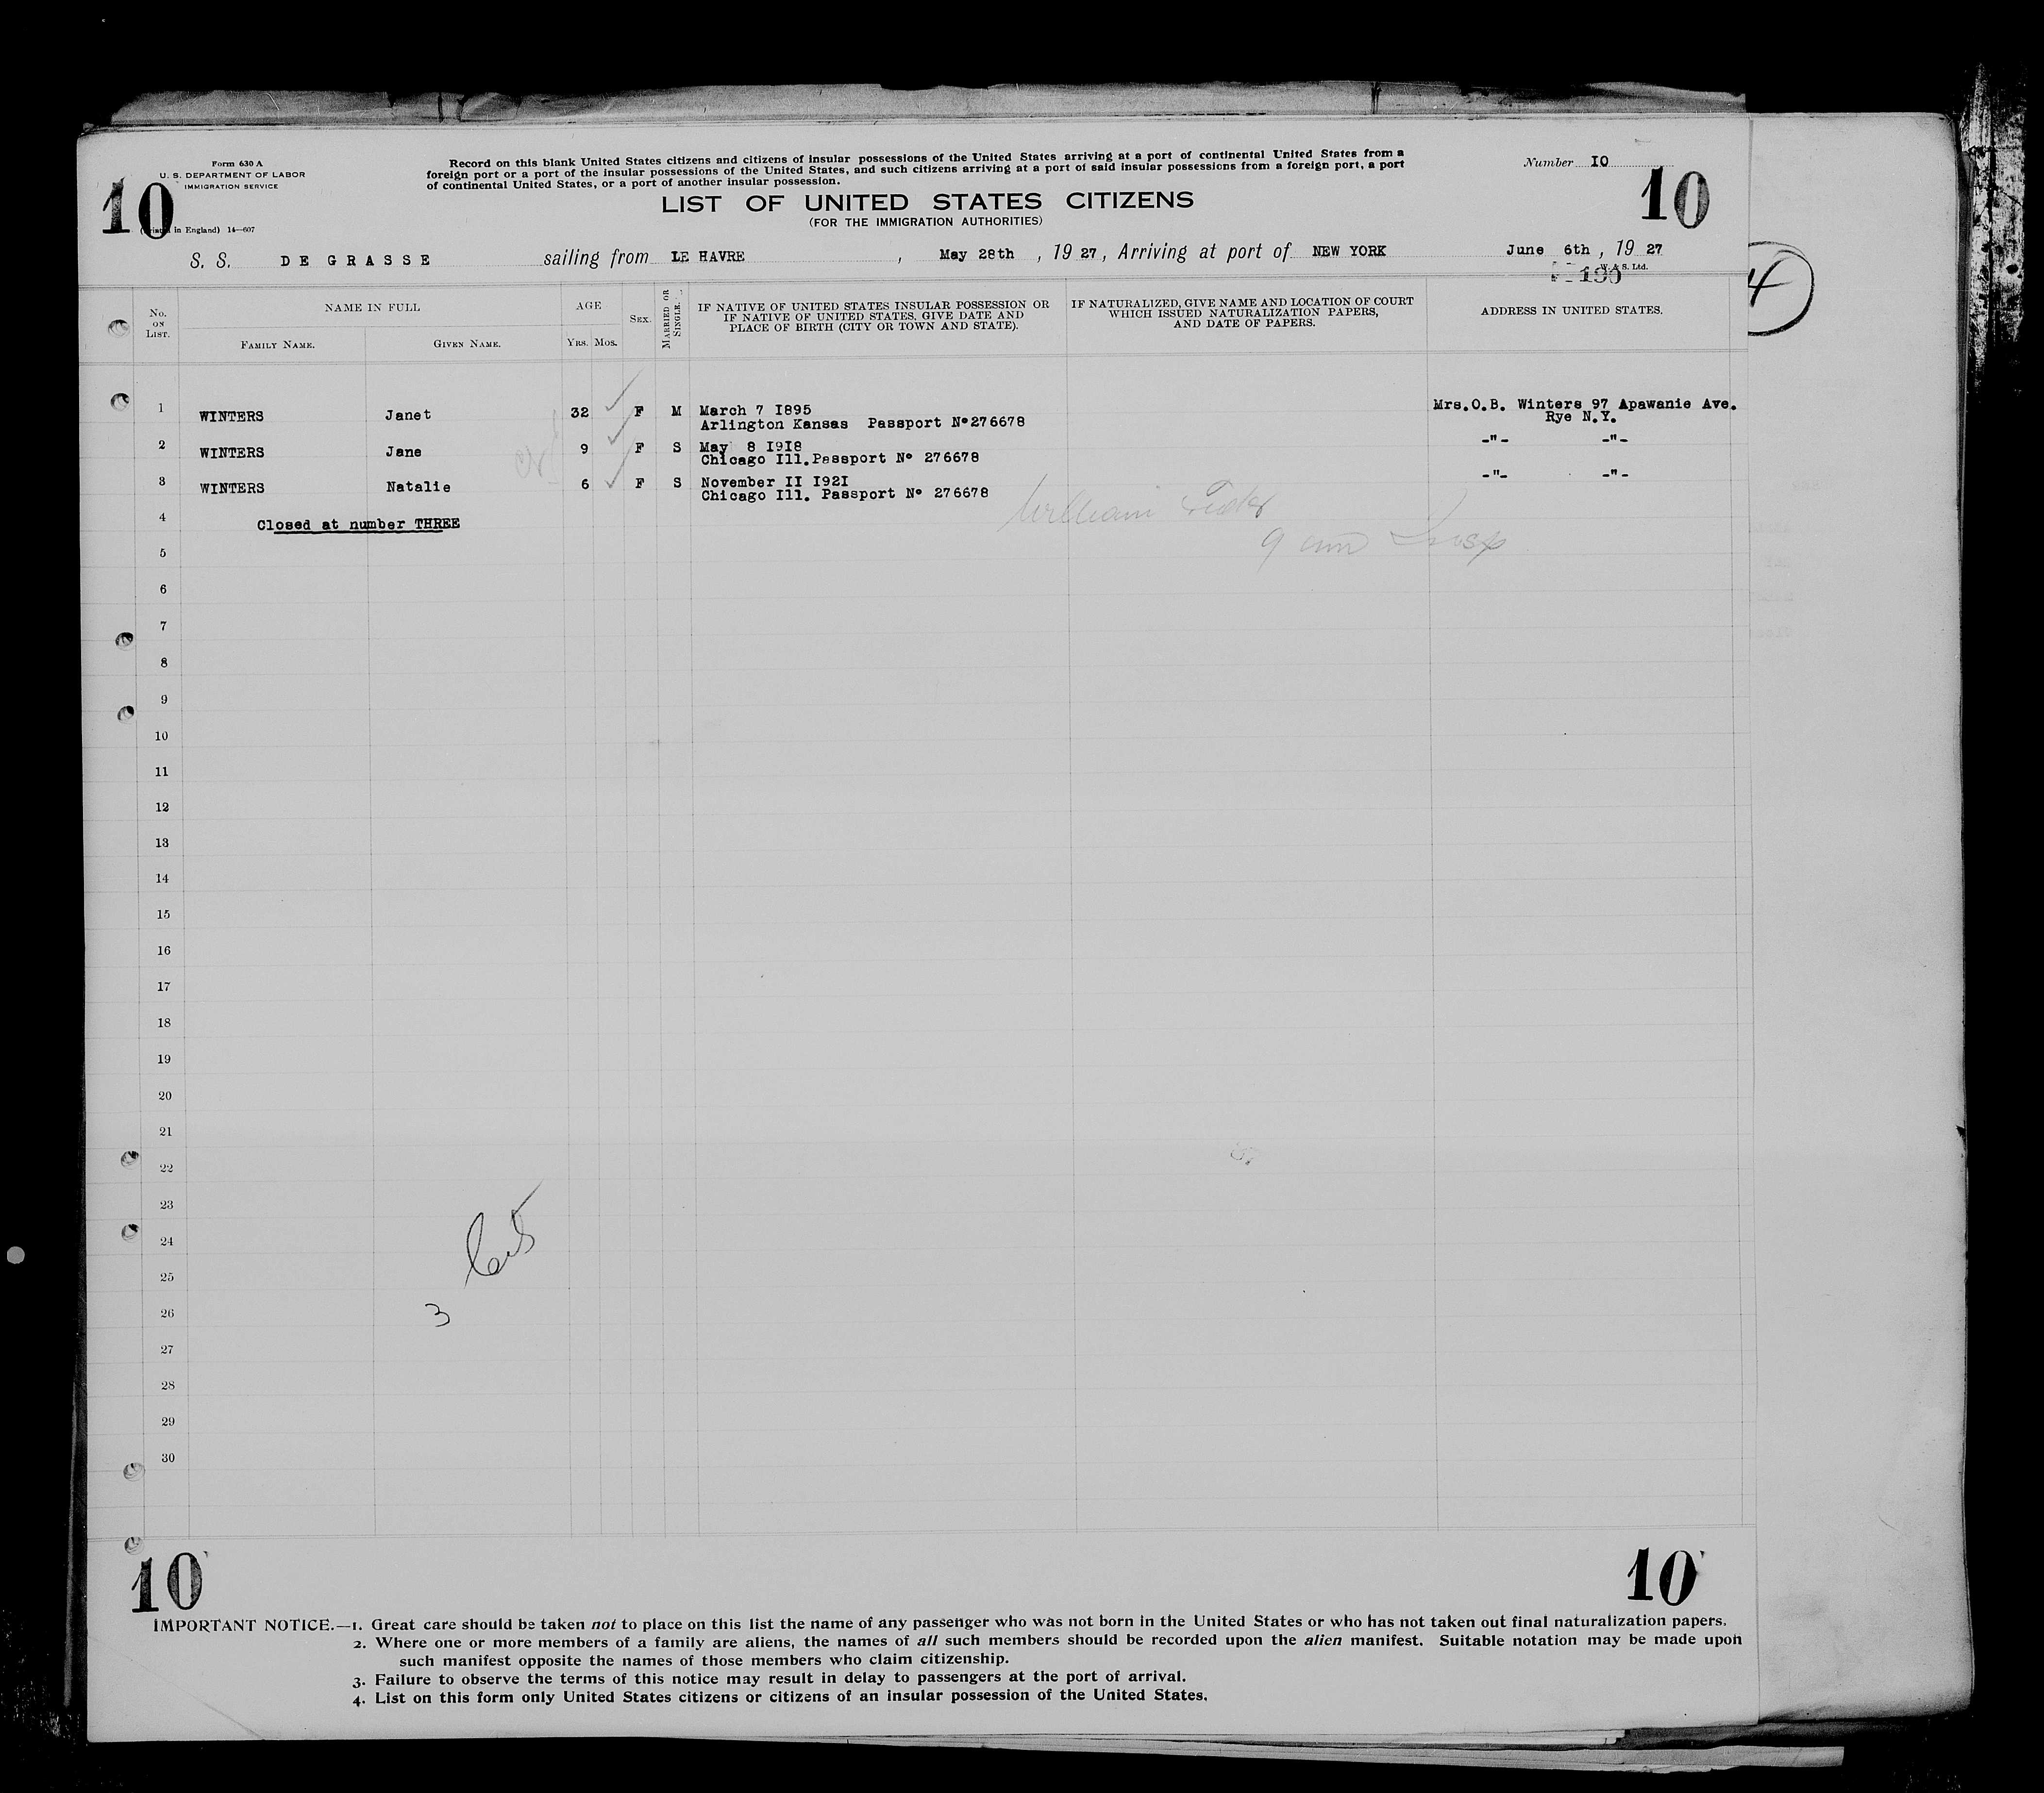 Form 630 A
U. S. DEPARTMENT OF LABOR
IMMIGRATION SERVICE
10
in England) 14—607
Record on this blank United States citizens and citizens of insular possessions of the United States arriving at a port of continental United States from a
foreign port or a port of the insular possessions of the United States, and such citizens arriving at a port of said insular possessions from a foreign port, a port
of continental United States, or a port of another insular possession.
Number IO
10
LIST OF UNITED STATES CITIZENS
(FOR THE IMMIGRATION AUTHORITIES)
S. S. DE GRASSE sailing from LE HAVRE , May 28th , 19 27, Arriving at port of NEW YORK June 6th , 19 27
W. & S. Ltd.
190
4
No. ON LIST.
NAME IN FULL
FAMILY NAME. GIVEN NAME.
AGE
YRS. MOS.
SEX.
MARRIED OR SINGLE.
IF NATIVE OF UNITED STATES INSULAR POSSESSION OR
IF NATIVE OF UNITED STATES, GIVE DATE AND
PLACE OF BIRTH (CITY OR TOWN AND STATE).
IF NATURALIZED, GIVE NAME AND LOCATION OF COURT
WHICH ISSUED NATURALIZATION PAPERS,
AND DATE OF PAPERS.
ADDRESS IN UNITED STATES.
1 WINTERS Janet 32 F M March 7 I895 Mrs.O.B. Winters 97 Apawanie Ave.
Arlington Kansas Passport Nº276678 Rye N.Y.
2 WINTERS Jane 9 F S May 8 I9I8 -"- -"-
Chicago Ill.Passport Nº 276678
3 WINTERS Natalie 6 F S November II I92I -"- -"-
Chicago Ill. Passport Nº 276678
William
4 Closed at number THREE
Insp
5
6
7
8
9
10
11
12
13
14
15
16
17
18
19
20
21
22
23
24
25
26
3
27
28
29
30
10
10
IMPORTANT NOTICE.—1. Great care should be taken not to place on this list the name of any passenger who was not born in the United States or who has not taken out final naturalization papers.
2. Where one or more members of a family are aliens, the names of all such members should be recorded upon the alien manifest. Suitable notation may be made upon
such manifest opposite the names of those members who claim citizenship.
3. Failure to observe the terms of this notice may result in delay to passengers at the port of arrival.
4. List on this form only United States citizens or citizens of an insular possession of the United States.